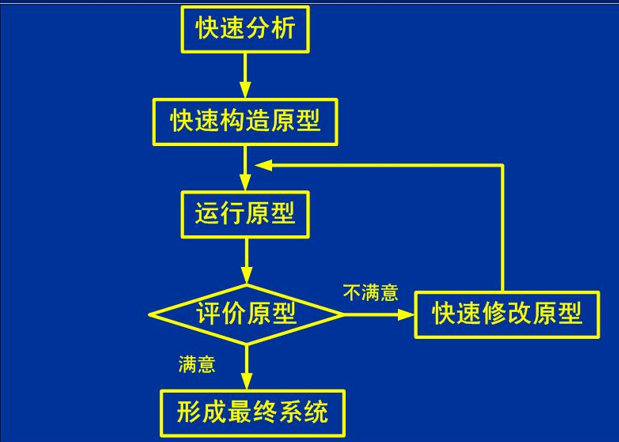 快速分析
快速构造原型
运行原型
评价原型
不满意
快速修改原型
满意
形成最终系统